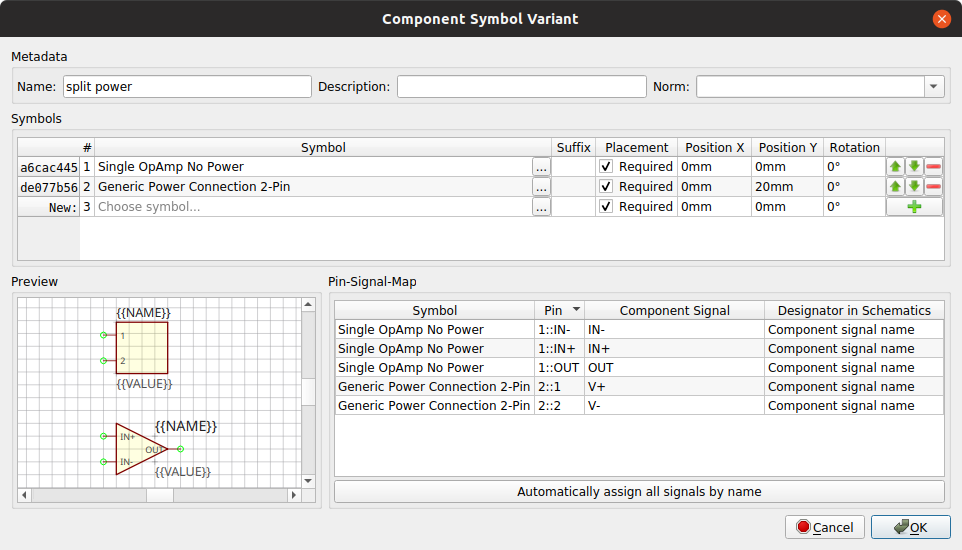 Component Symbol Variant
Metadata
Name: split power Description: Norm:
Symbols
# Symbol Suffix Placement Position X Position Y Rotation
a6cac445 1 Single OpAmp No Power ... Required 0mm 0mm 0°
de077b56 2 Generic Power Connection 2-Pin ... Required 0mm 20mm 0°
New: 3 Choose symbol... ... Required 0mm 0mm 0°
Preview
{{NAME}}
1
2
{{VALUE}}
{{NAME}}
IN+
OUT
IN-
{{VALUE}}
Pin-Signal-Map
Symbol Pin Component Signal Designator in Schematics
Single OpAmp No Power 1::IN- IN- Component signal name
Single OpAmp No Power 1::IN+ IN+ Component signal name
Single OpAmp No Power 1::OUT OUT Component signal name
Generic Power Connection 2-Pin 2::1 V+ Component signal name
Generic Power Connection 2-Pin 2::2 V- Component signal name
Automatically assign all signals by name
Cancel OK